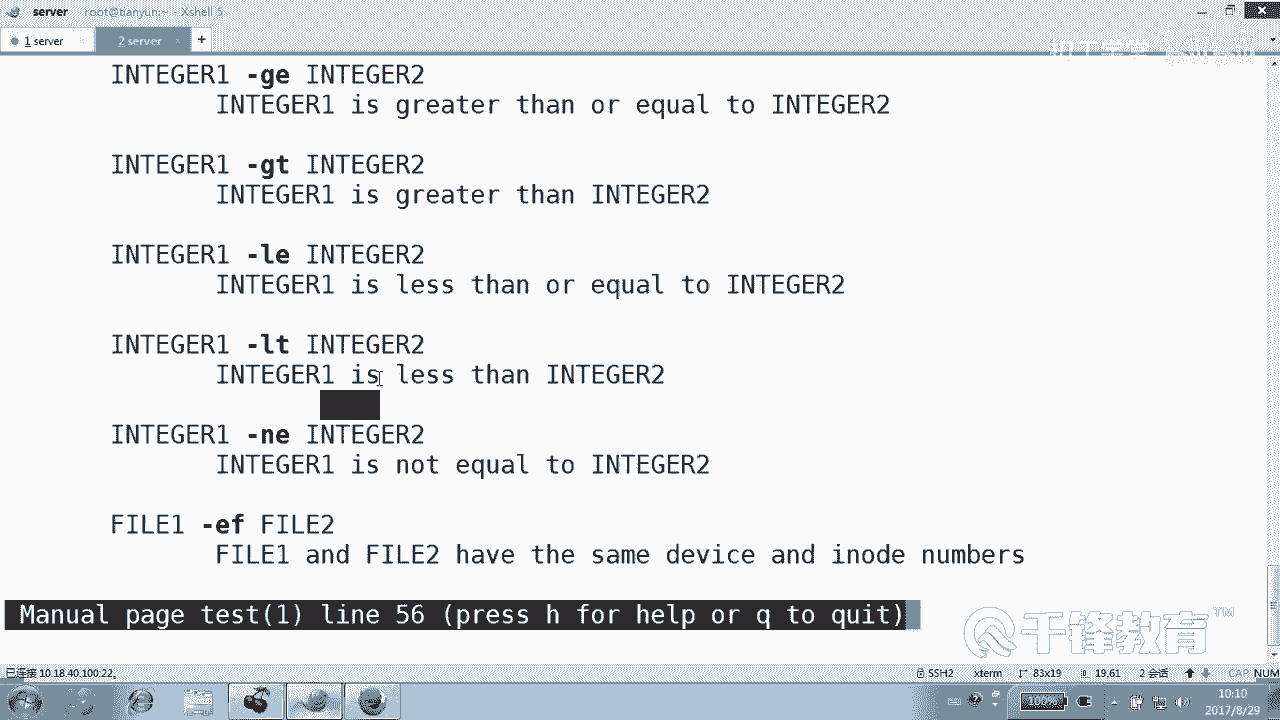 server root@tianyun:~ - Xshell 5
1 server
2 server
+
INTEGER1 -ge INTEGER2
INTEGER1 is greater than or equal to INTEGER2
INTEGER1 -gt INTEGER2
INTEGER1 is greater than INTEGER2
INTEGER1 -le INTEGER2
INTEGER1 is less than or equal to INTEGER2
INTEGER1 -lt INTEGER2
INTEGER1 is less than INTEGER2
INTEGER1 -ne INTEGER2
INTEGER1 is not equal to INTEGER2
FILE1 -ef FILE2
FILE1 and FILE2 have the same device and inode numbers
Manual page test(1) line 56 (press h for help or q to quit)
千锋教育 TM
已连接 10.18.40.100:22。 SSH2 xterm 83x19 19,61 2 会话 CAP NUM
100% 10:10
2017/8/29